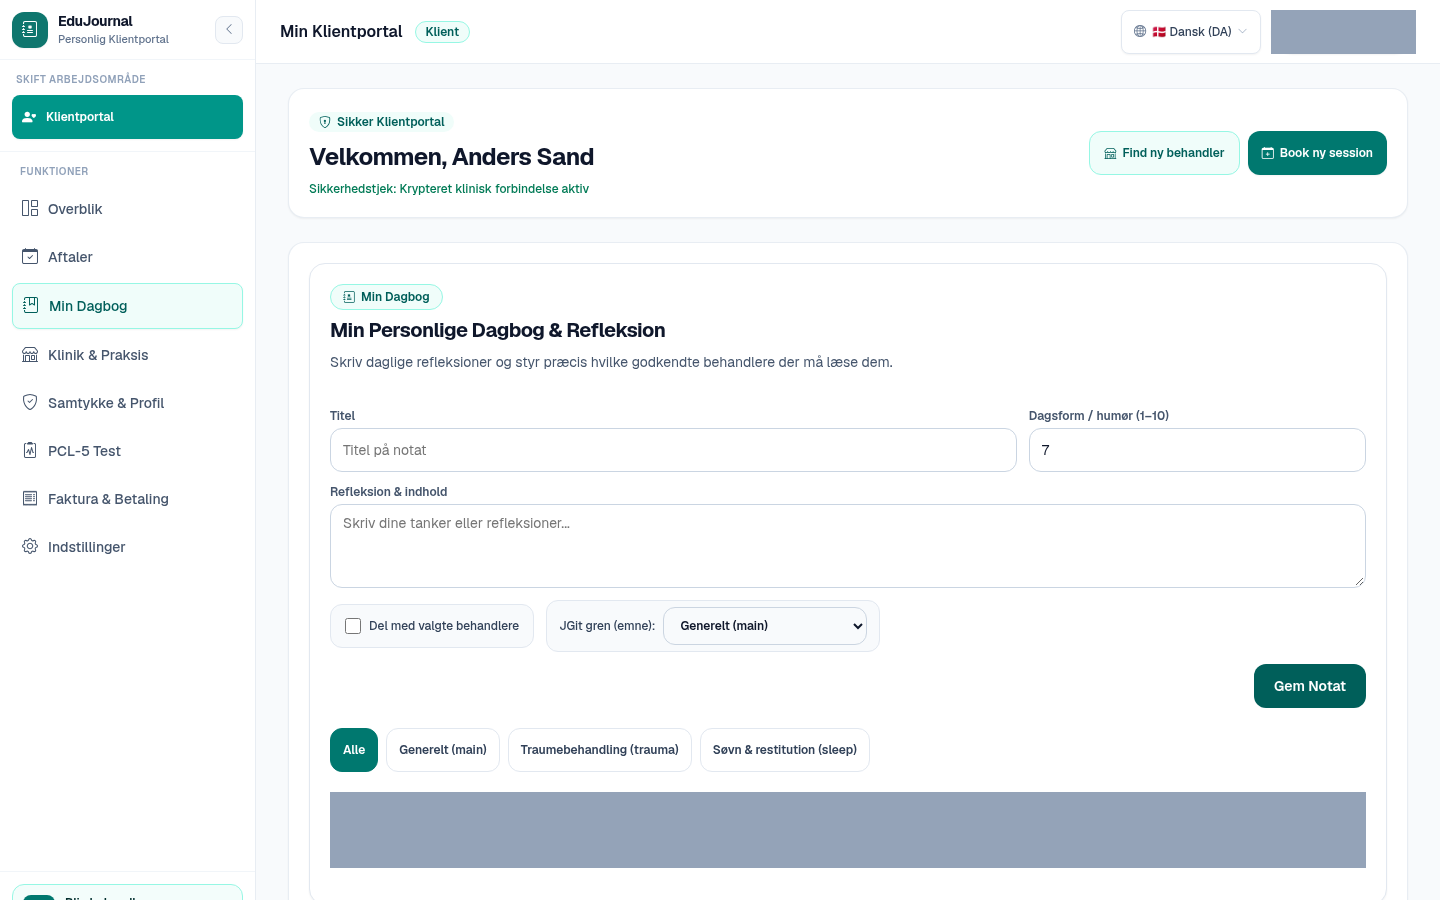 EduJournal
Personlig Klientportal
SKIFT ARBEJDSOMRÅDE
Klientportal
FUNKTIONER
Overblik
Aftaler
Min Dagbog
Klinik & Praksis
Samtykke & Profil
PCL-5 Test
Faktura & Betaling
Indstillinger
Min Klientportal
Klient
Dansk (DA)
Sikker Klientportal
Velkommen, Anders Sand
Sikkerhedstjek: Krypteret klinisk forbindelse aktiv
Find ny behandler
Book ny session
Min Dagbog
Min Personlige Dagbog & Refleksion
Skriv daglige refleksioner og styr præcis hvilke godkendte behandlere der må læse dem.
Titel
Dagsform / humør (1–10)
Titel på notat
7
Refleksion & indhold
Skriv dine tanker eller refleksioner...
Del med valgte behandlere
JGit gren (emne):
Generelt (main)
Gem Notat
Alle
Generelt (main)
Traumebehandling (trauma)
Søvn & restitution (sleep)